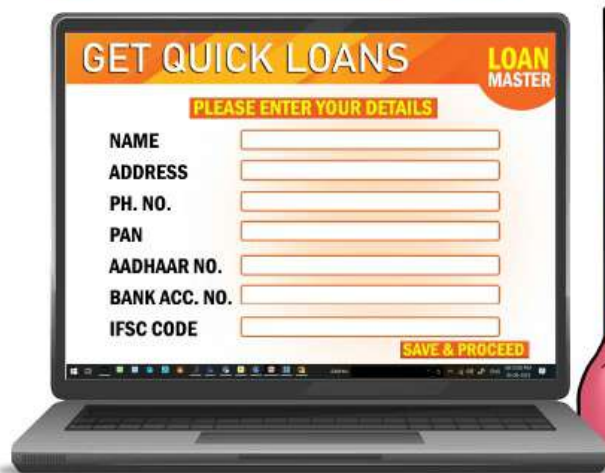 GET QUICK LOANS
LOAN
MASTER
PLEASE ENTER YOUR DETAILS
NAME
ADDRESS
PH. NO.
PAN
AADHAAR NO.
BANK ACC. NO.
IFSC CODE
SAVE & PROCEED